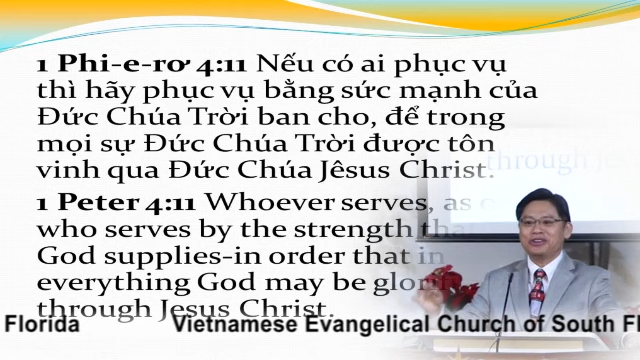 1 Phi-e-rơ 4:11 Nếu có ai phục vụ
thì hãy phục vụ bằng sức mạnh của
Đức Chúa Trời ban cho, để trong
mọi sự Đức Chúa Trời được tôn
vinh qua Đức Chúa Jêsus Christ.
1 Peter 4:11 Whoever serves, as
who serves by the strength
God supplies-in order that in
everything God may be
through Jesus Christ.
through
Florida Vietnamese Evangelical Church of South